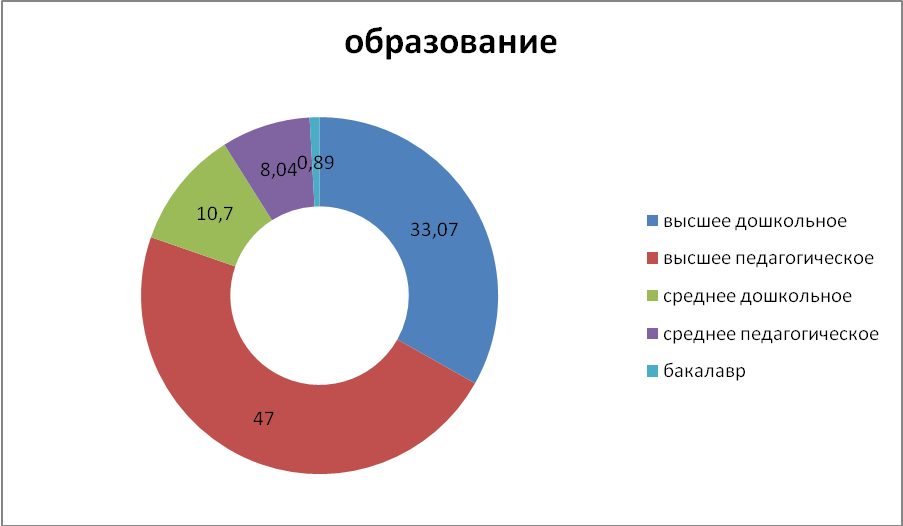 образование
0,89
8,04
10,7
33,07
47
высшее дошкольное
высшее педагогическое
среднее дошкольное
среднее педагогическое
бакалавр